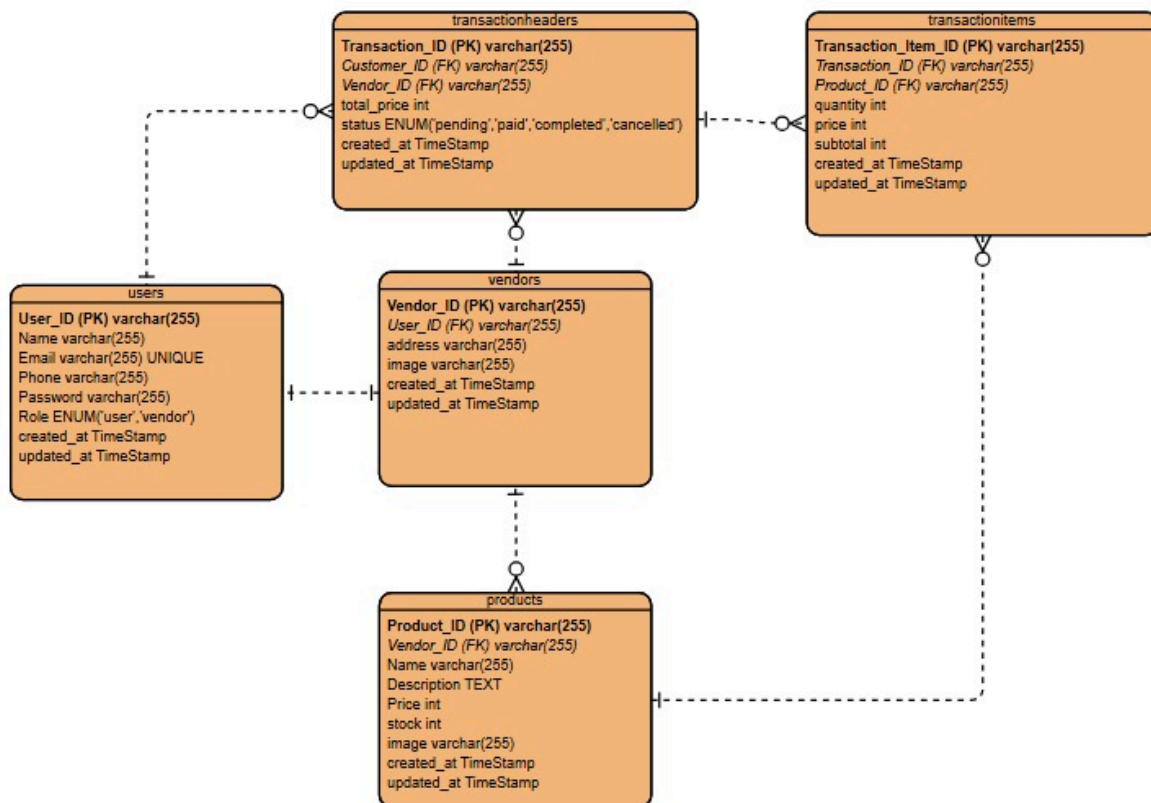 transactionheaders
Transaction_ID (PK) varchar(255)
Customer_ID (FK) varchar(255)
Vendor_ID (FK) varchar(255)
total_price int
status ENUM('pending','paid','completed','cancelled')
created_at TimeStamp
updated_at TimeStamp
transactionitems
Transaction_Item_ID (PK) varchar(255)
Transaction_ID (FK) varchar(255)
Product_ID (FK) varchar(255)
quantity int
price int
subtotal int
created_at TimeStamp
updated_at TimeStamp
users
User_ID (PK) varchar(255)
Name varchar(255)
Email varchar(255) UNIQUE
Phone varchar(255)
Password varchar(255)
Role ENUM('user','vendor')
created_at TimeStamp
updated_at TimeStamp
vendors
Vendor_ID (PK) varchar(255)
User_ID (FK) varchar(255)
address varchar(255)
image varchar(255)
created_at TimeStamp
updated_at TimeStamp
products
Product_ID (PK) varchar(255)
Vendor_ID (FK) varchar(255)
Name varchar(255)
Description TEXT
Price int
stock int
image varchar(255)
created_at TimeStamp
updated_at TimeStamp